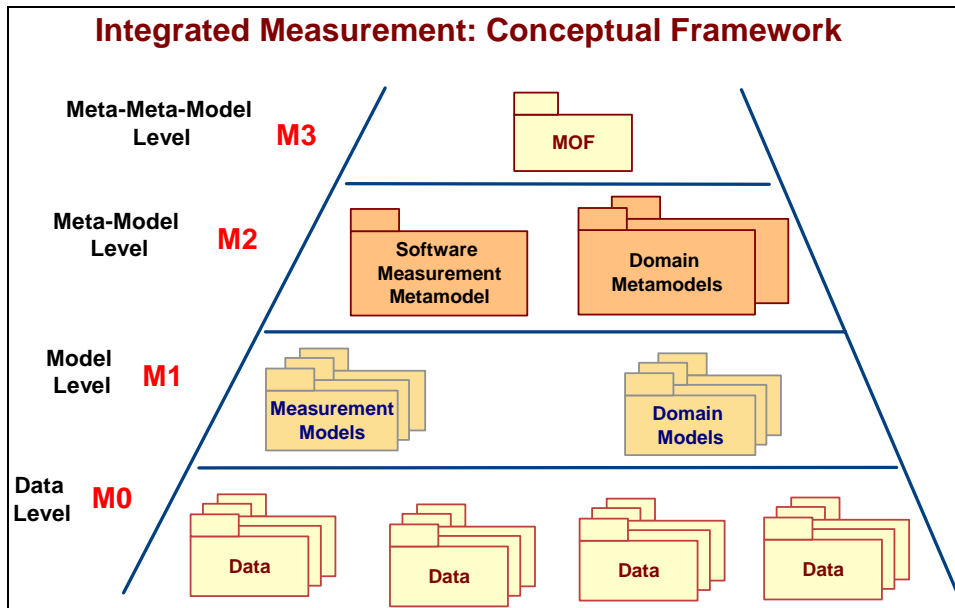 Integrated Measurement: Conceptual Framework
Meta-Meta-Model
Level
M3
MOF
Meta-Model
Level
M2
Software
Measurement
Metamodel
Domain
Metamodels
Model
Level
M1
Measurement
Models
Domain
Models
Data
Level
M0
Data
Data
Data
Data